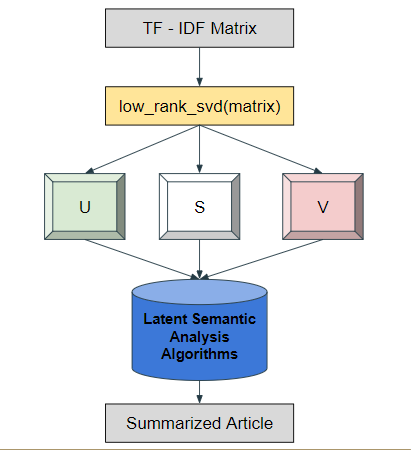 TF - IDF Matrix
low_rank_svd(matrix)
U
S
V
Latent Semantic
Analysis
Algorithms
Summarized Article